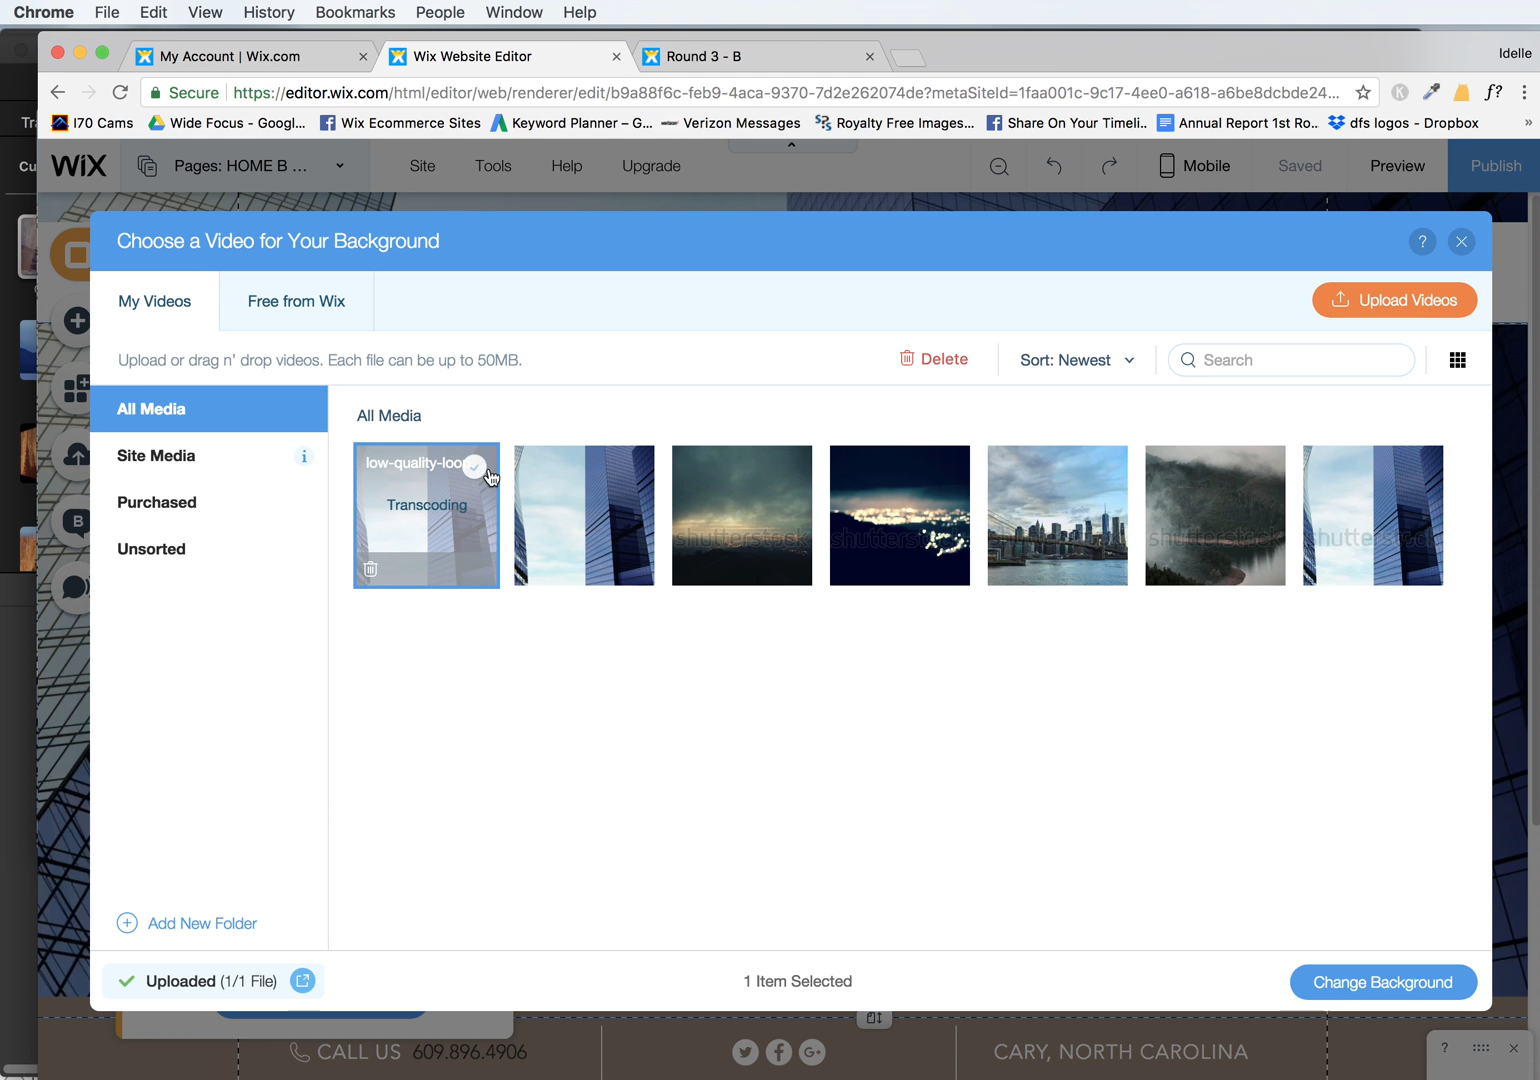 Chrome File Edit View History Bookmarks People Window Help
My Account | Wix.com
Wix Website Editor
Round 3 - B
Idelle
Secure https://editor.wix.com/html/editor/web/renderer/edit/b9a88f6c-feb9-4aca-9370-7d2e262074de?metaSiteId=1faa001c-9c17-4ee0-a618-a6be8dcbde24...
I70 Cams Wide Focus - Googl... Wix Ecommerce Sites Keyword Planner – G... Verizon Messages Royalty Free Images... Share On Your Timeli.. Annual Report 1st Ro.. dfs logos - Dropbox »
WiX Pages: HOME B ... Site Tools Help Upgrade Mobile Saved Preview Publish
Choose a Video for Your Background ?
My Videos Free from Wix Upload Videos
Upload or drag n' drop videos. Each file can be up to 50MB. Delete Sort: Newest Search
All Media
Site Media i
Purchased
Unsorted
All Media
low-quality-loo
Transcoding
shutterstock
shutterst
shutterstock
shutterstock
Add New Folder
Uploaded (1/1 File) 1 Item Selected Change Background
CALL US 609.896.4906 CARY, NORTH CAROLINA ?